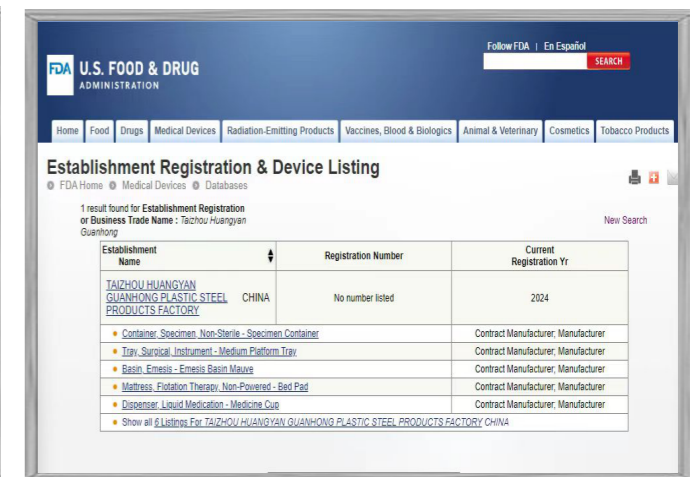 Follow FDA | En Español
SEARCH
FDA U.S. FOOD & DRUG
ADMINISTRATION
Home Food Drugs Medical Devices Radiation-Emitting Products Vaccines, Blood & Biologics Animal & Veterinary Cosmetics Tobacco Products
Establishment Registration & Device Listing
FDA Home Medical Devices Databases
1 result found for Establishment Registration
or Business Trade Name : Taizhou Huangyan
Guanhong
New Search
Establishment
Name
Registration Number
Current
Registration Yr
TAIZHOU HUANGYAN
GUANHONG PLASTIC STEEL CHINA
PRODUCTS FACTORY
No number listed
2024
Container, Specimen, Non-Sterile - Specimen Container Contract Manufacturer; Manufacturer
Tray, Surgical, Instrument - Medium Platform Tray Contract Manufacturer; Manufacturer
Basin, Emesis - Emesis Basin Mauve Contract Manufacturer; Manufacturer
Mattress, Flotation Therapy, Non-Powered - Bed Pad Contract Manufacturer; Manufacturer
Dispenser, Liquid Medication - Medicine Cup Contract Manufacturer; Manufacturer
Show all 6 Listings For TAIZHOU HUANGYAN GUANHONG PLASTIC STEEL PRODUCTS FACTORY CHINA